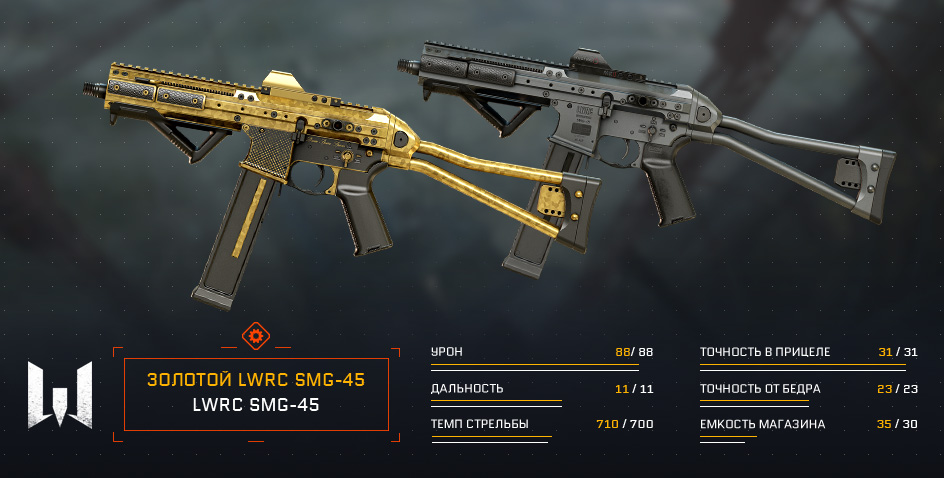 ЗОЛОТОЙ LWRC SMG-45
LWRC SMG-45
УРОН 88/ 88
ДАЛЬНОСТЬ 11 / 11
ТЕМП СТРЕЛЬБЫ 710 / 700
ТОЧНОСТЬ В ПРИЦЕЛЕ 31 / 31
ТОЧНОСТЬ ОТ БЕДРА 23 / 23
ЕМКОСТЬ МАГАЗИНА 35 / 30